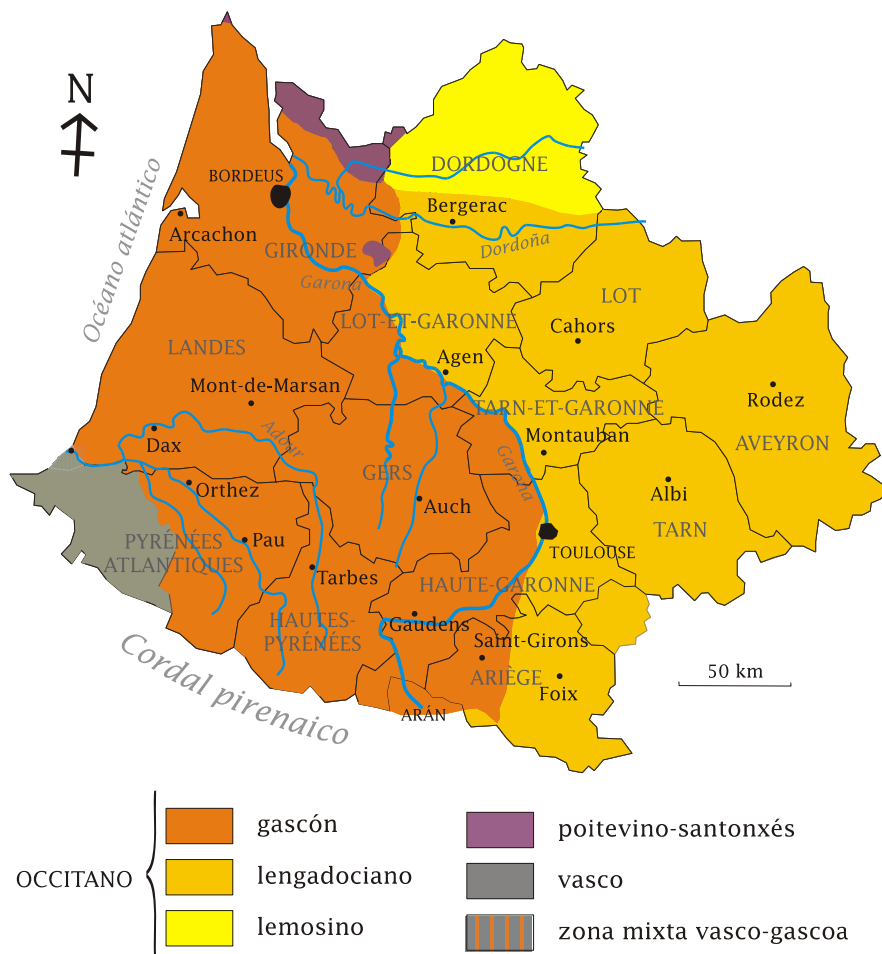 N
Océano atlántico
BORDEUS
DORDOGNE
Bergerac
Arcachon
GIRONDE
Dordoña
Garona
LOT
LOT-ET-GARONNE
Cahors
LANDES
Agen
Mont-de-Marsan
Rodez
TARN-ET-GARONNE
Dax
Adour
Montauban
AVEYRON
GERS
Garona
Orthez
Auch
Albi
TARN
PYRÉNÉES
ATLANTIQUES
Pau
TOULOUSE
Tarbes
HAUTE-GARONNE
HAUTES-
PYRÉNÉES
Gaudens
Saint-Girons
ARIÈGE
Foix
50 km
Cordal pirenaico
ARÁN
OCCITANO
gascón
lengadociano
lemosino
poitevino-santonxés
vasco
zona mixta vasco-gascoa